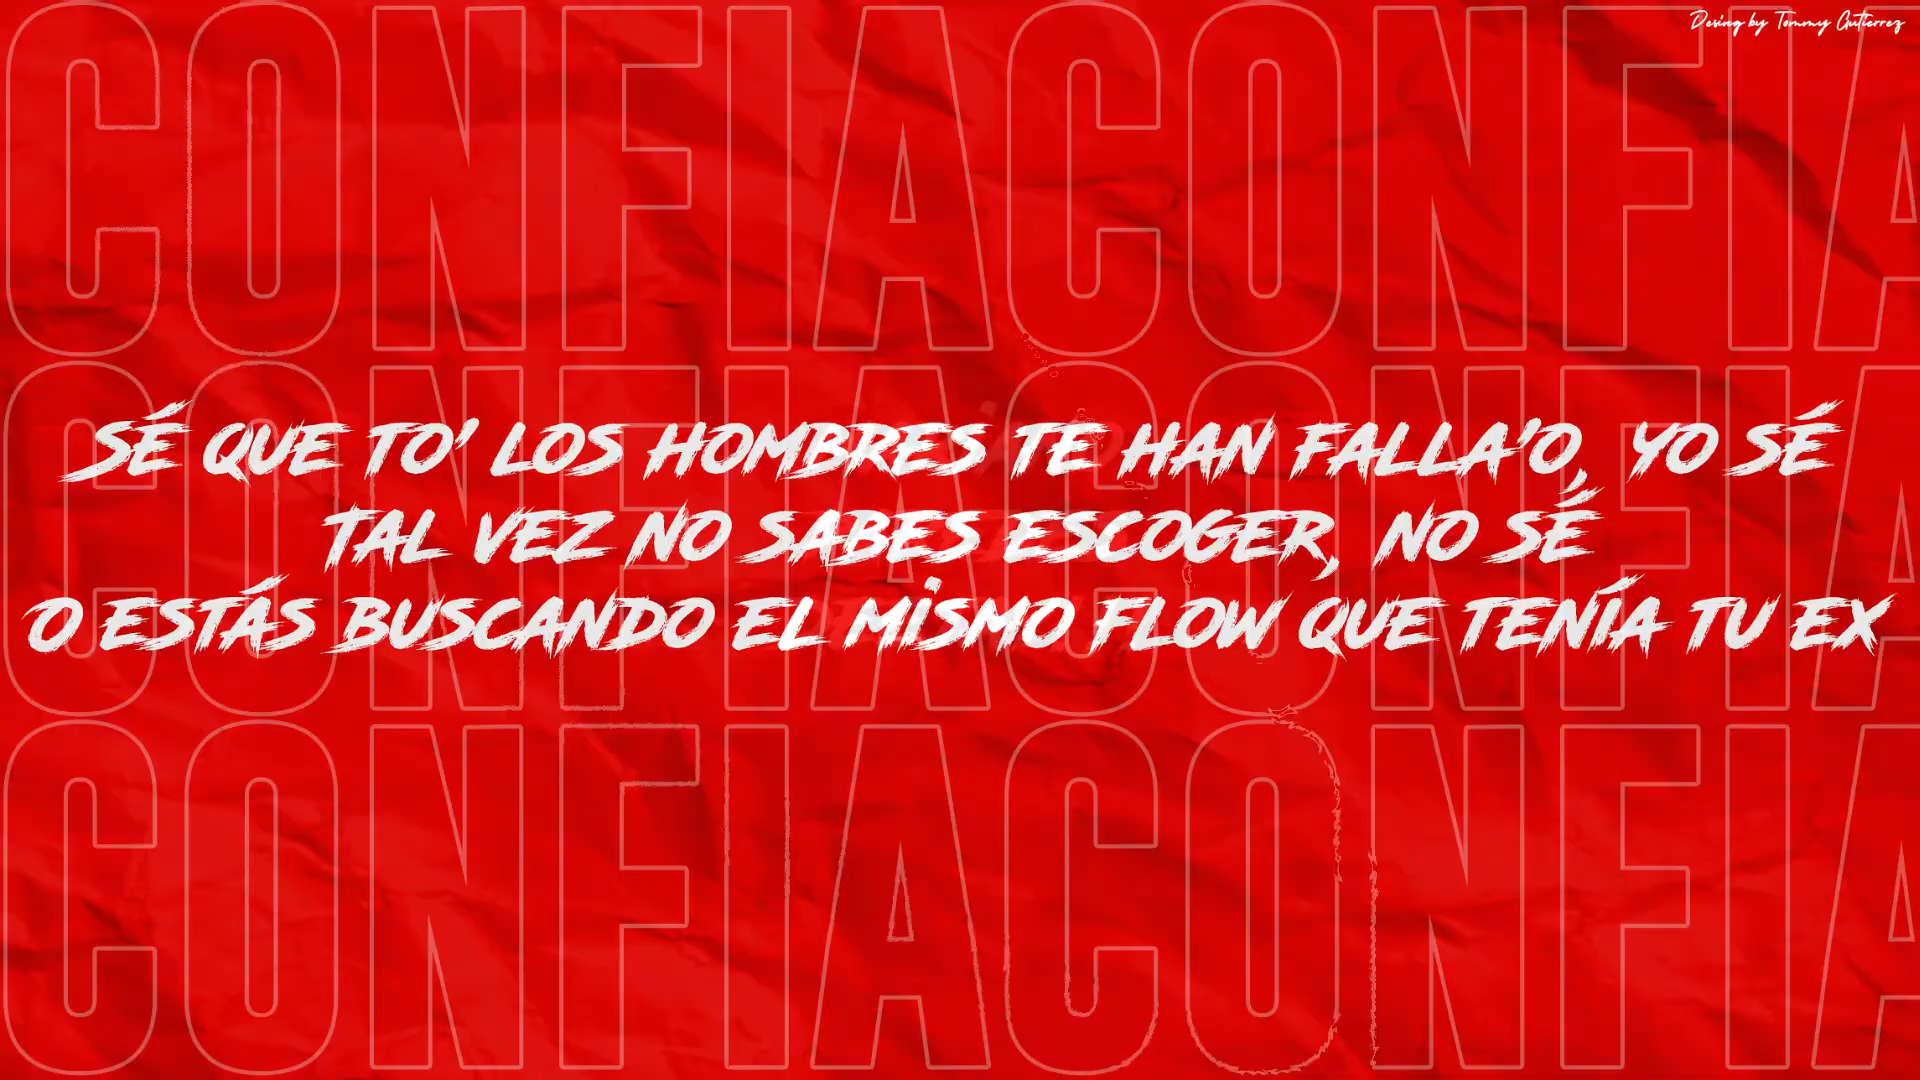 Desing by Tommy Gutierrez
CONFIACONFIA
SÉ QUE TO' LOS HOMBRES TE HAN FALLA'O, YO SÉ
TAL VEZ NO SABES ESCOGER, NO SÉ
O ESTÁS BUSCANDO EL MISMO FLOW QUE TENÍA TU EX
CONFIACONFIA
CONFIACONFIA